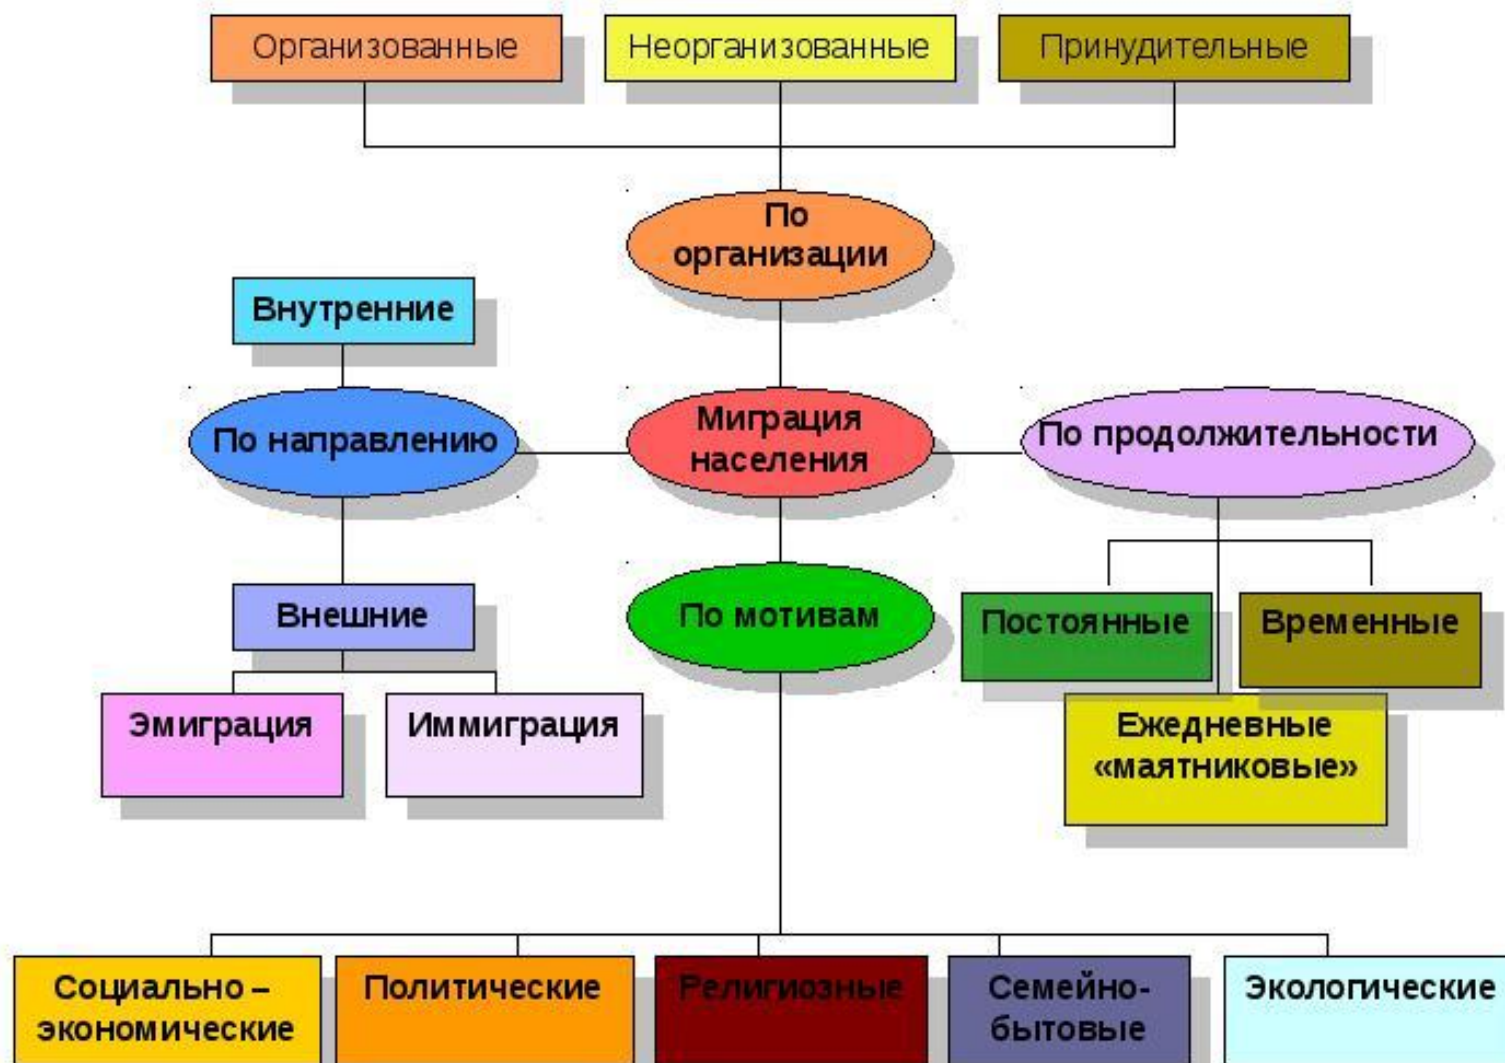 Организованные
Неорганизованные
Принудительные
По
организации
Внутренние
По направлению
Миграция
населения
По продолжительности
Внешние
По мотивам
Постоянные
Временные
Эмиграция
Иммиграция
Ежедневные
«маятниковые»
Социально –
экономические
Политические
Религиозные
Семейно-
бытовые
Экологические